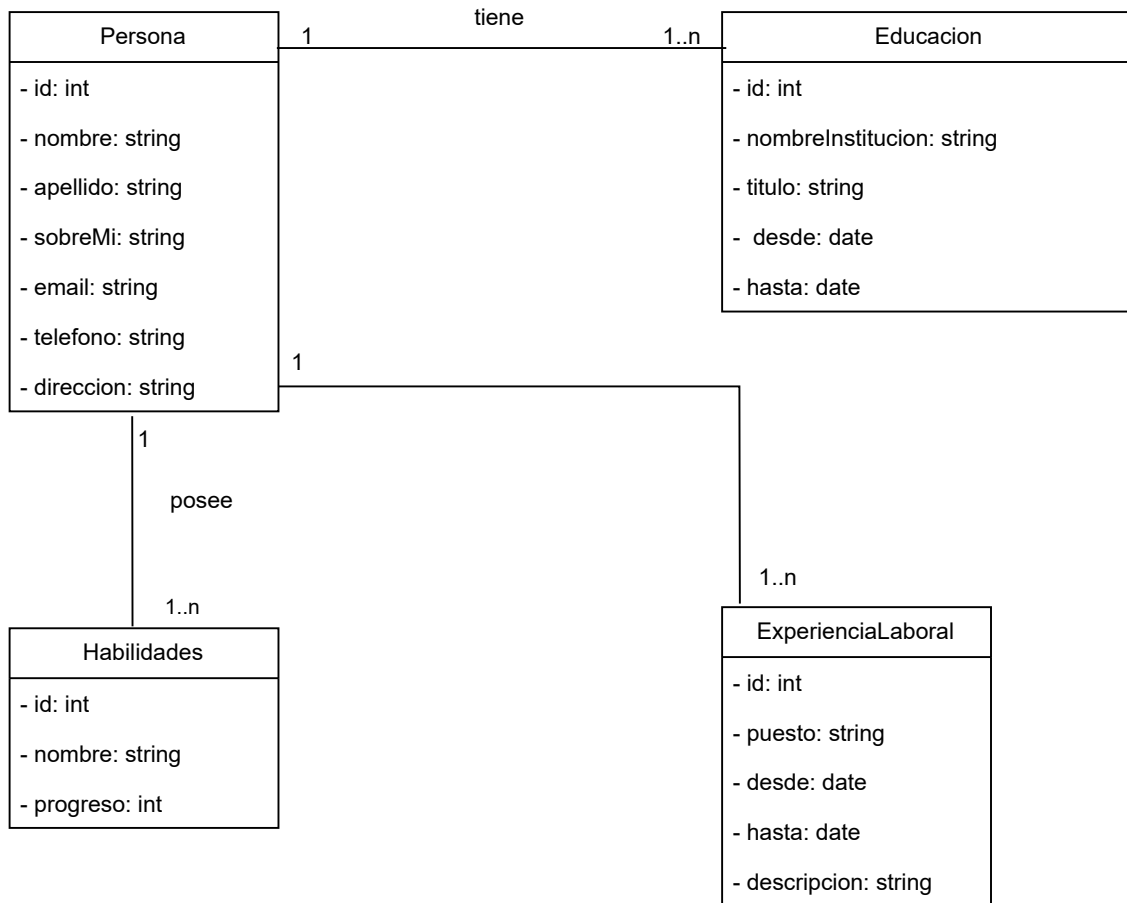 tiene
Persona
1
1..n
Educacion
- id: int
- nombre: string
- apellido: string
- sobreMi: string
- email: string
- telefono: string
- direccion: string
- id: int
- nombreInstitucion: string
- titulo: string
-  desde: date
- hasta: date
1
1
posee
1..n
1..n
Habilidades
- id: int
- nombre: string
- progreso: int
ExperienciaLaboral
- id: int
- puesto: string
- desde: date
- hasta: date
- descripcion: string